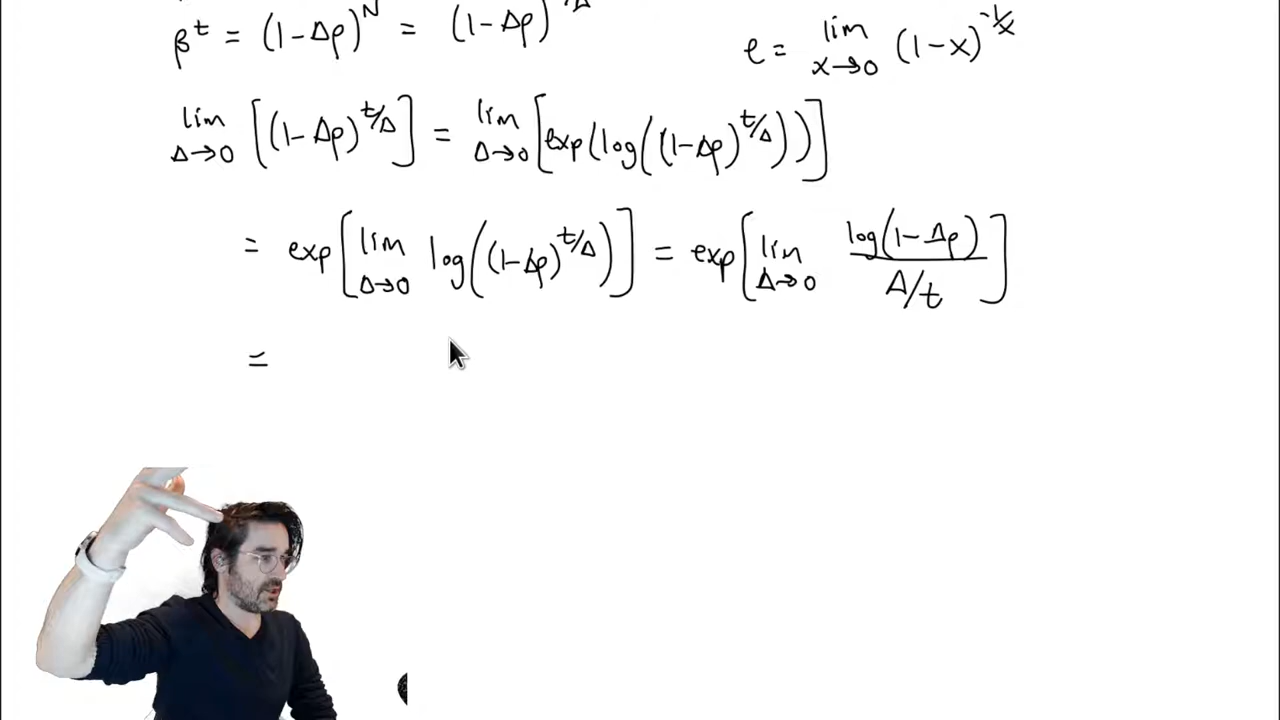 β^t = (1-Δρ)^N = (1-Δρ)^{t/Δ}
e = lim_{x→0} (1-x)^{-1/x}
lim_{Δ→0} [(1-Δρ)^{t/Δ}] = lim_{Δ→0} [exp(log((1-Δρ)^{t/Δ}))]
= exp[lim_{Δ→0} log((1-Δρ)^{t/Δ})] = exp[lim_{Δ→0} log(1-Δρ) / (Δ/t)]
=